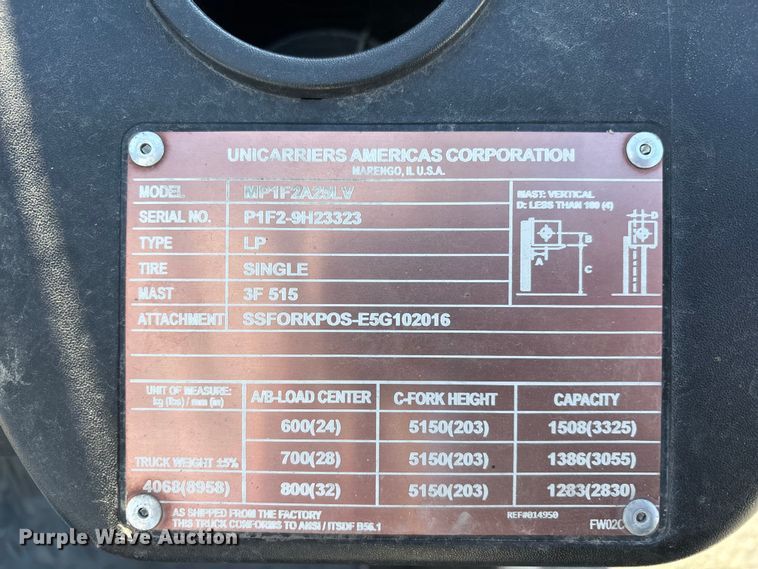 UNICARRIERS AMERICAS CORPORATION
MARENGO, IL U.S.A.
MODEL MP1F2A25LV
SERIAL NO. P1F2-9H23323
TYPE LP
TIRE SINGLE
MAST 3F 515
ATTACHMENT SSFORKPOS-E5G102016
MAST: VERTICAL
D: LESS THAN 100 (4)
D
B
A
C
UNIT OF MEASURE: A/B-LOAD CENTER C-FORK HEIGHT CAPACITY
kg (lbs) / mm (in)
600(24) 5150(203) 1508(3325)
TRUCK WEIGHT ±5% 700(28) 5150(203) 1386(3055)
4068(8958) 800(32) 5150(203) 1283(2830)
AS SHIPPED FROM THE FACTORY REF#014950
THIS TRUCK CONFORMS TO ANSI / ITSDF B56.1 FW02C
Purple Wave Auction